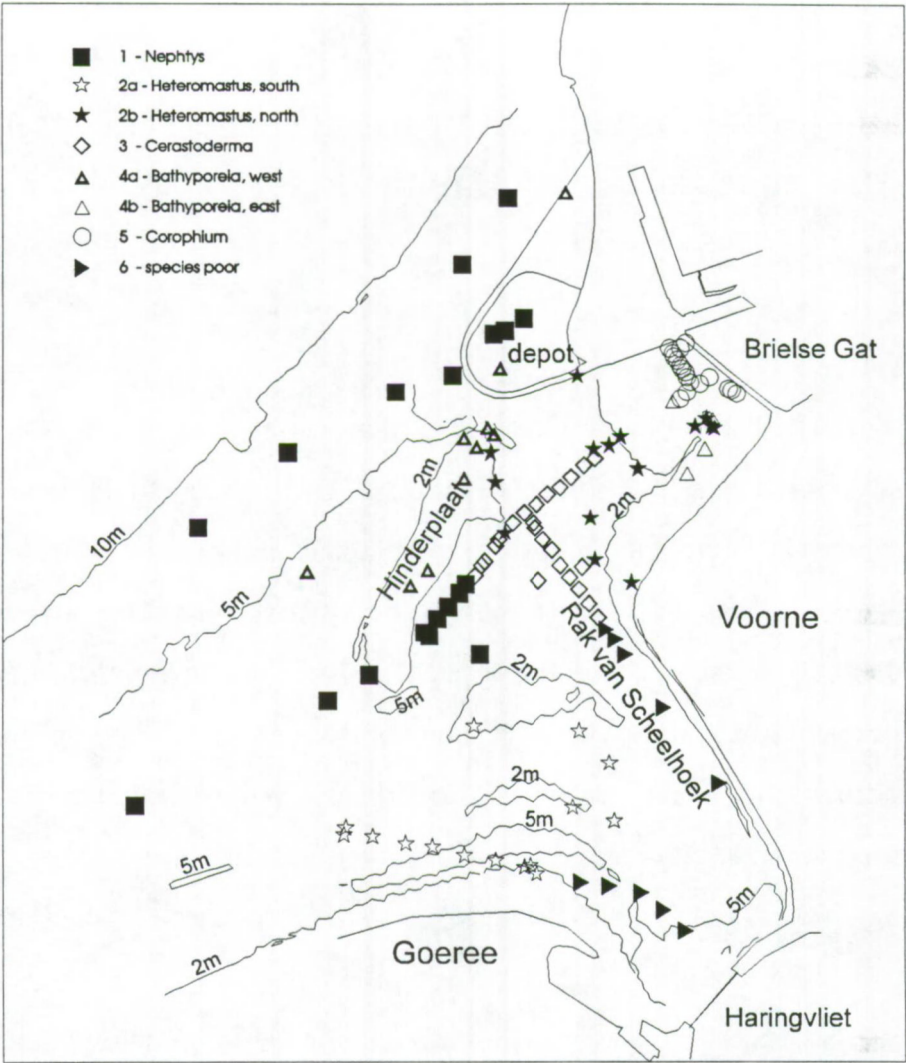 1 - Nephtys
2a - Heteromastus, south
2b - Heteromastus, north
3 - Cerastoderma
4a - Bathyporeia, west
4b - Bathyporeia, east
5 - Corophium
6 - species poor
depot
Brielse Gat
2m
2m
Hinderplaat
10m
5m
Voorne
Rak van Scheelhoek
2m
5m
2m
5m
5m
5m
Goeree
2m
Haringvliet